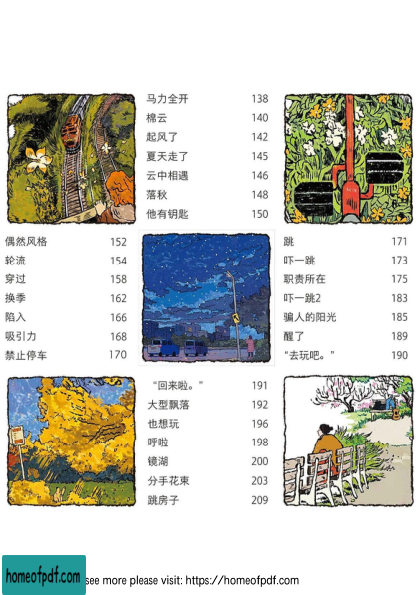 马力全开 138
棉云 140
起风了 142
夏天走了 145
云中相遇 146
落秋 148
他有钥匙 150
偶然风格 152
轮流 154
穿过 158
换季 162
陷入 166
吸引力 168
禁止停车 170
跳 171
吓一跳 173
职责所在 175
吓一跳2 183
骗人的阳光 185
醒了 189
“去玩吧。” 190
“回来啦。” 191
大型飘落 192
也想玩 196
呼啦 198
镜湖 200
分手花束 203
跳房子 209
homeofpdf.com
see more please visit: https://homeofpdf.com